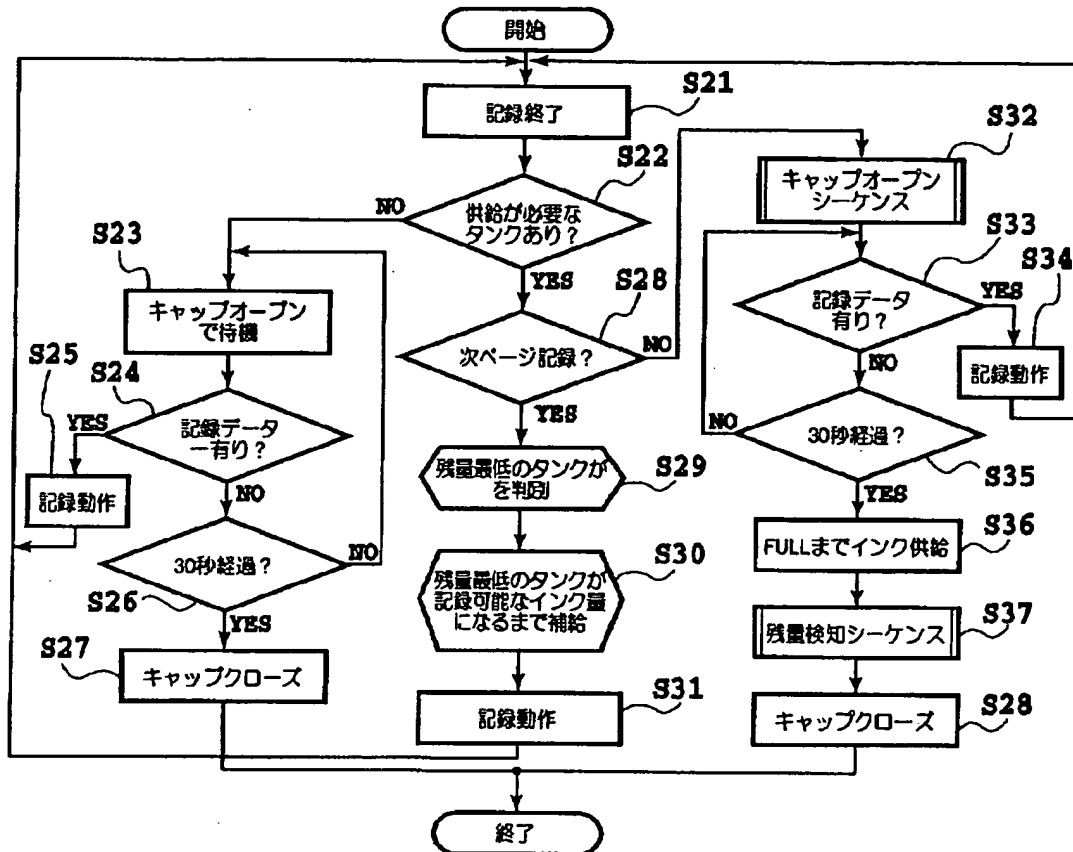 開始
S21
記録終了
S22
供給が必要な
タンクあり?
NO
YES
S23
キャップオープン
で待機
S24
記録データ
ー有り?
YES
S25
記録動作
NO
S26
30秒経過?
NO
YES
S27
キャップクローズ
S28
次ページ記録?
NO
YES
S29
残量最低のタンクが
を判別
S30
残量最低のタンクが
記録可能なインク量
になるまで補給
S31
記録動作
S32
キャップオープン
シーケンス
S33
記録データ
有り?
YES
S34
記録動作
NO
30秒経過?
NO
S35
YES
S36
FULLまでインク供給
S37
残量検知シーケンス
S28
キャップクローズ
終了